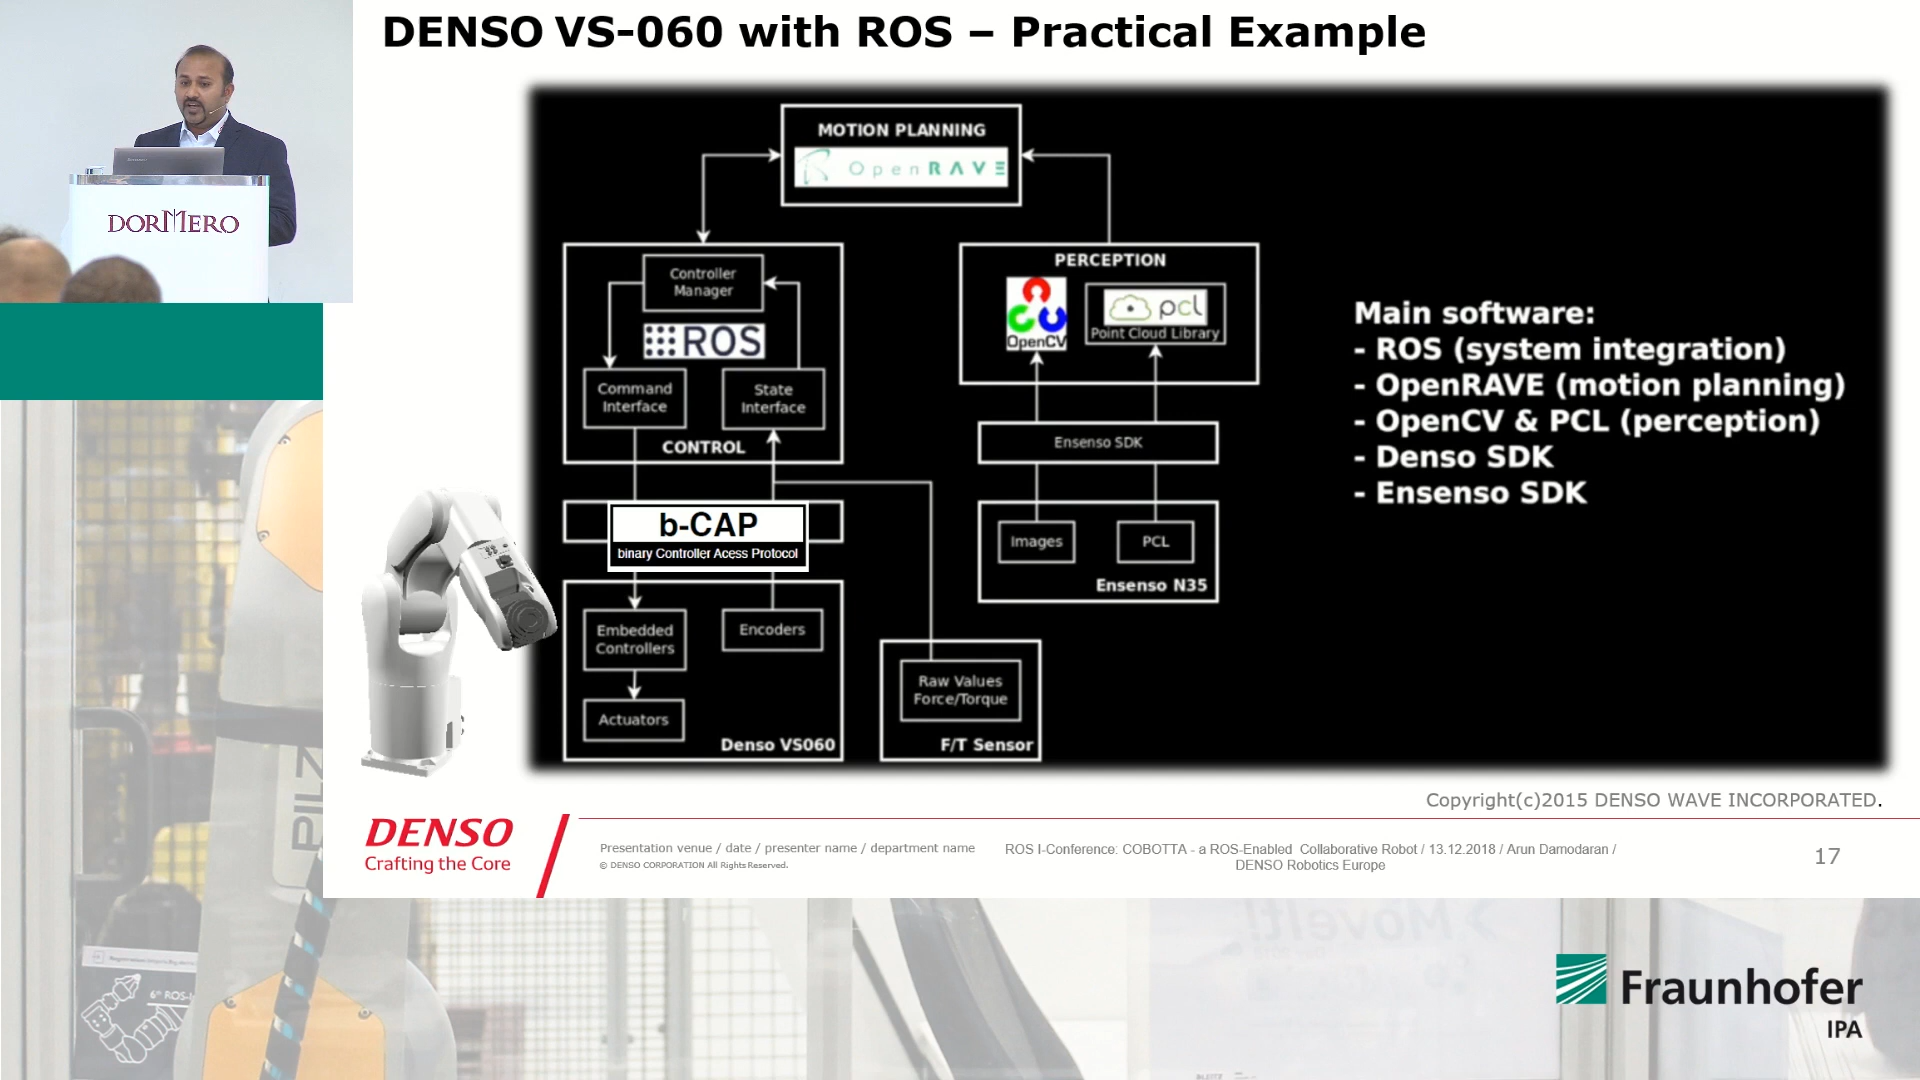 DENSO VS-060 with ROS – Practical Example
DORMERO
MOTION PLANNING
OpenRAVE
Controller
Manager
ROS
Command
Interface
State
Interface
CONTROL
PERCEPTION
OpenCV
pcl
Point Cloud Library
Ensenso SDK
Images
PCL
Ensenso N35
b-CAP
binary Controller Acess Protocol
Embedded
Controllers
Encoders
Actuators
Denso VS060
Raw Values
Force/Torque
F/T Sensor
Main software:
- ROS (system integration)
- OpenRAVE (motion planning)
- OpenCV & PCL (perception)
- Denso SDK
- Ensenso SDK
Copyright(c)2015 DENSO WAVE INCORPORATED.
DENSO
Crafting the Core
Presentation venue / date / presenter name / department name
© DENSO CORPORATION All Rights Reserved.
ROS I-Conference: COBOTTA - a ROS-Enabled Collaborative Robot / 13.12.2018 / Arun Damodaran /
DENSO Robotics Europe
17
PILZ
MoveIt!
6th ROS-I
Fraunhofer
IPA